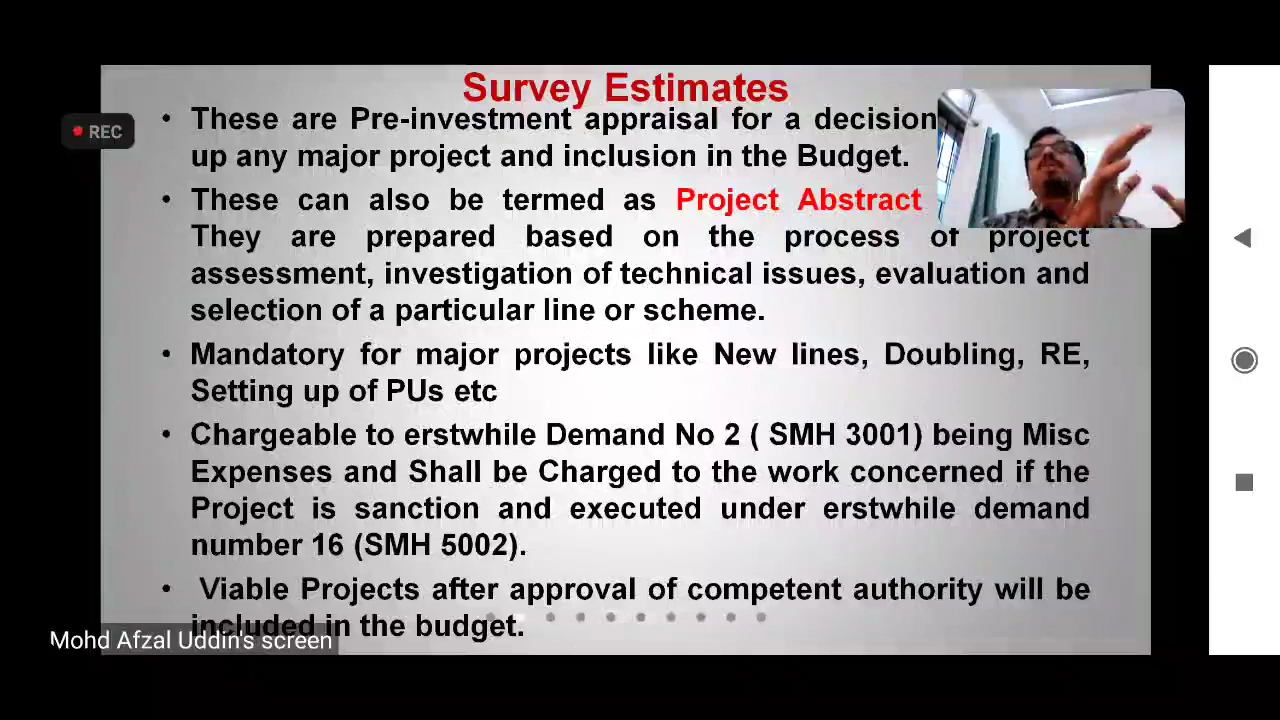 Survey Estimates
• These are Pre-investment appraisal for a decision
up any major project and inclusion in the Budget.
• These can also be termed as Project Abstract
They are prepared based on the process of project
assessment, investigation of technical issues, evaluation and
selection of a particular line or scheme.
• Mandatory for major projects like New lines, Doubling, RE,
Setting up of PUs etc
• Chargeable to erstwhile Demand No 2 ( SMH 3001) being Misc
Expenses and Shall be Charged to the work concerned if the
Project is sanction and executed under erstwhile demand
number 16 (SMH 5002).
• Viable Projects after approval of competent authority will be
included in the budget.
REC
Mohd Afzal Uddin's screen